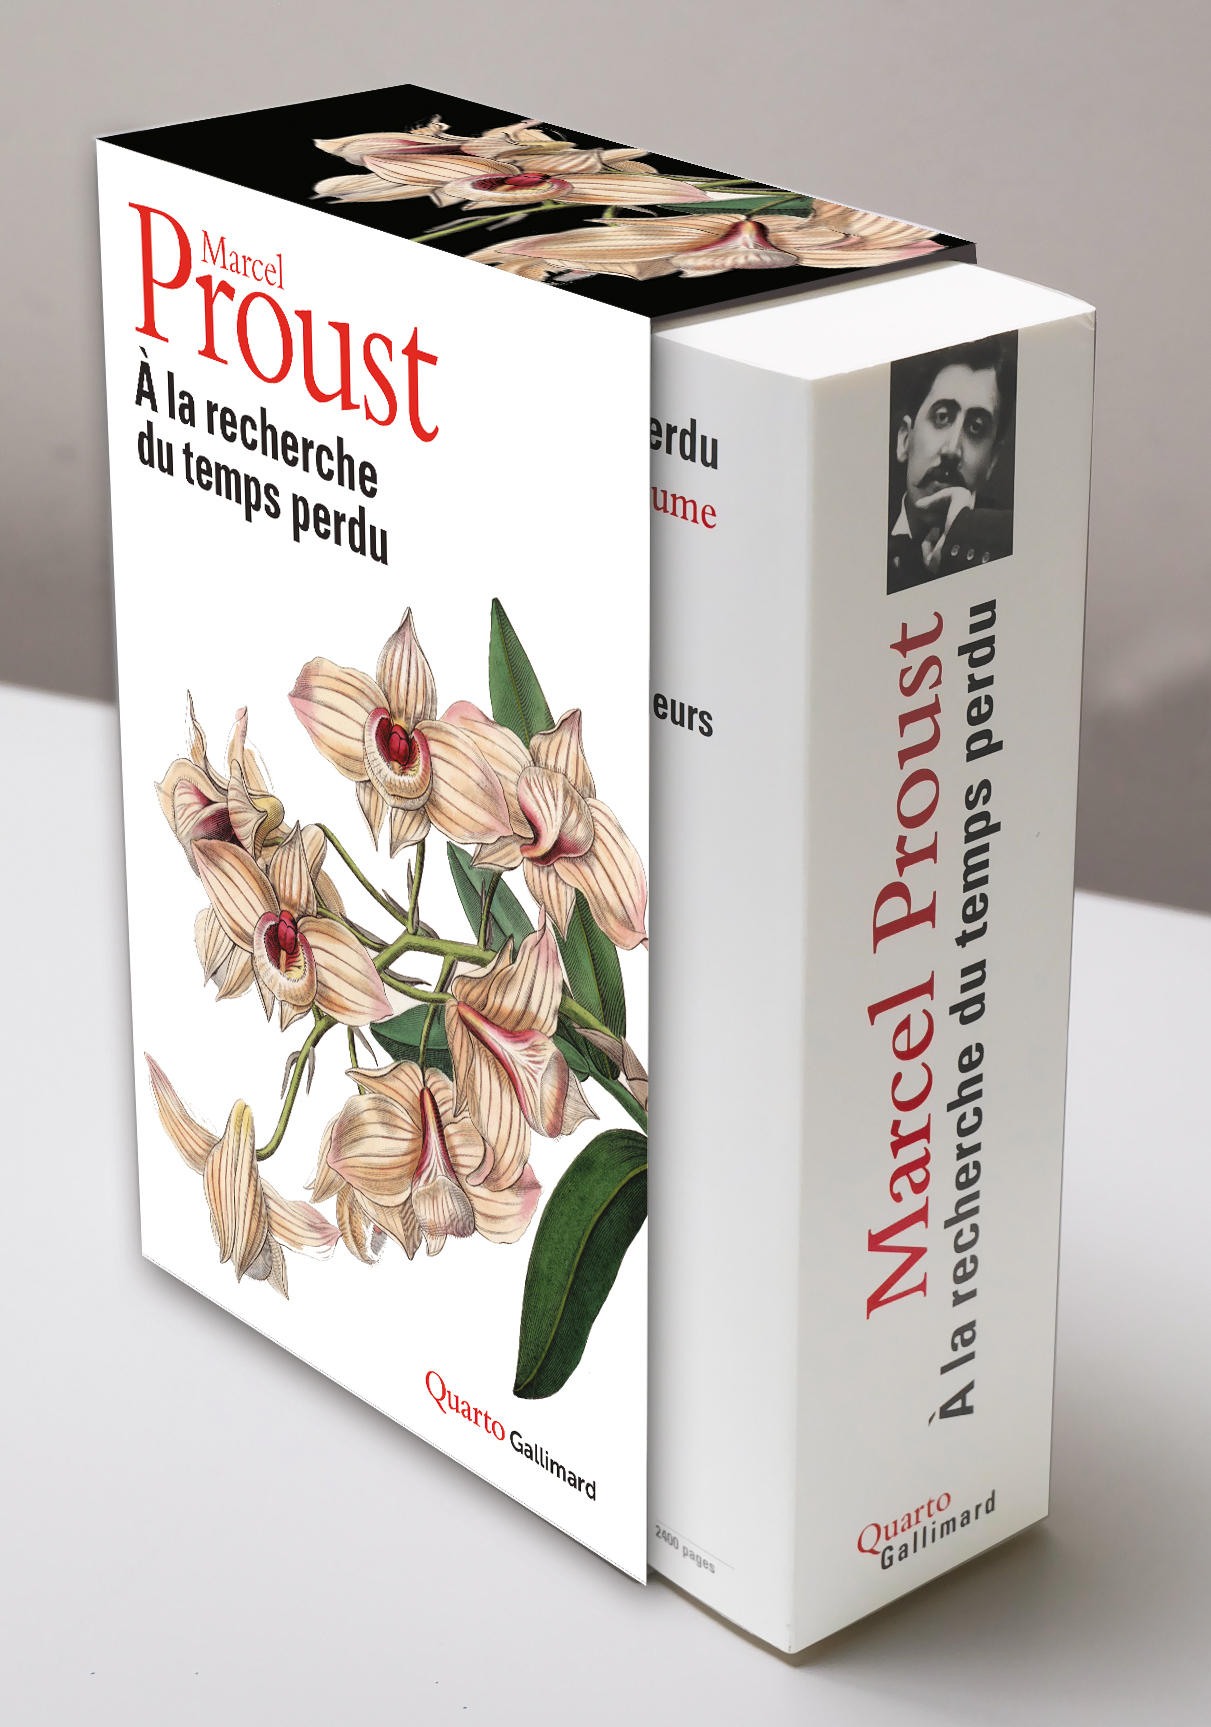 Marcel
Proust
À la recherche
du temps perdu
Quarto Gallimard
erdu
ume
eurs
2400 pages
Marcel Proust
À la recherche du temps perdu
Quarto
Gallimard